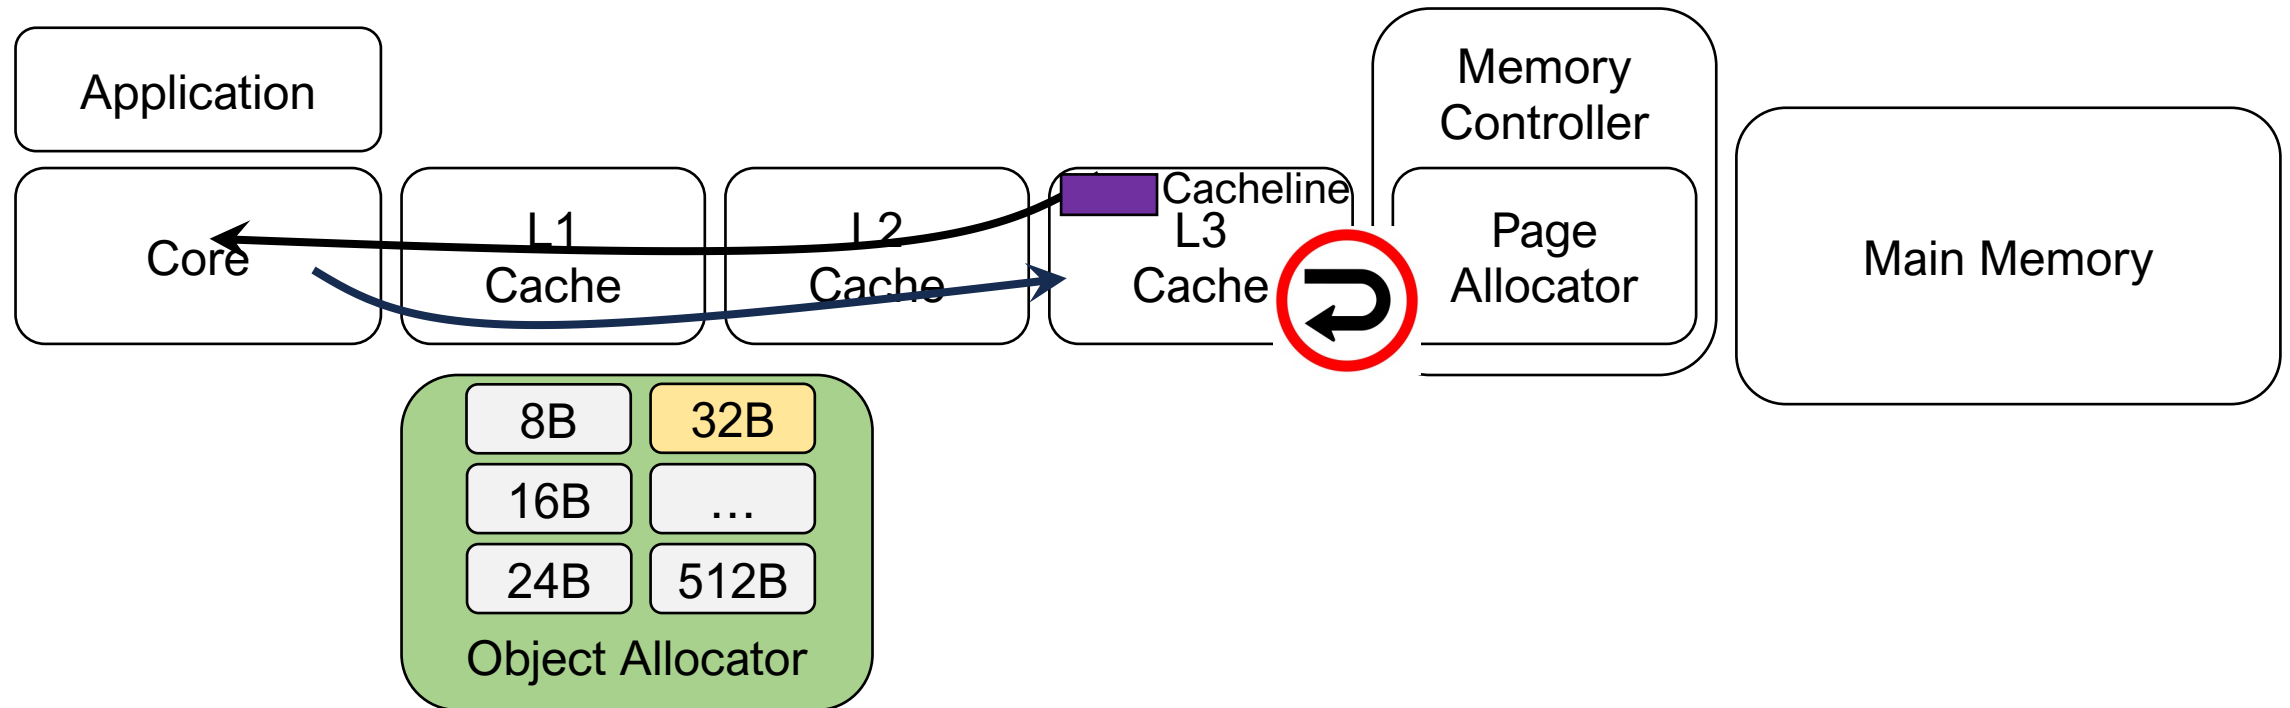 Application
Core
L1
Cache
L2
Cache
Cacheline
L3
Cache
Memory
Controller
Page
Allocator
Main Memory
8B
32B
16B
...
24B
512B
Object Allocator